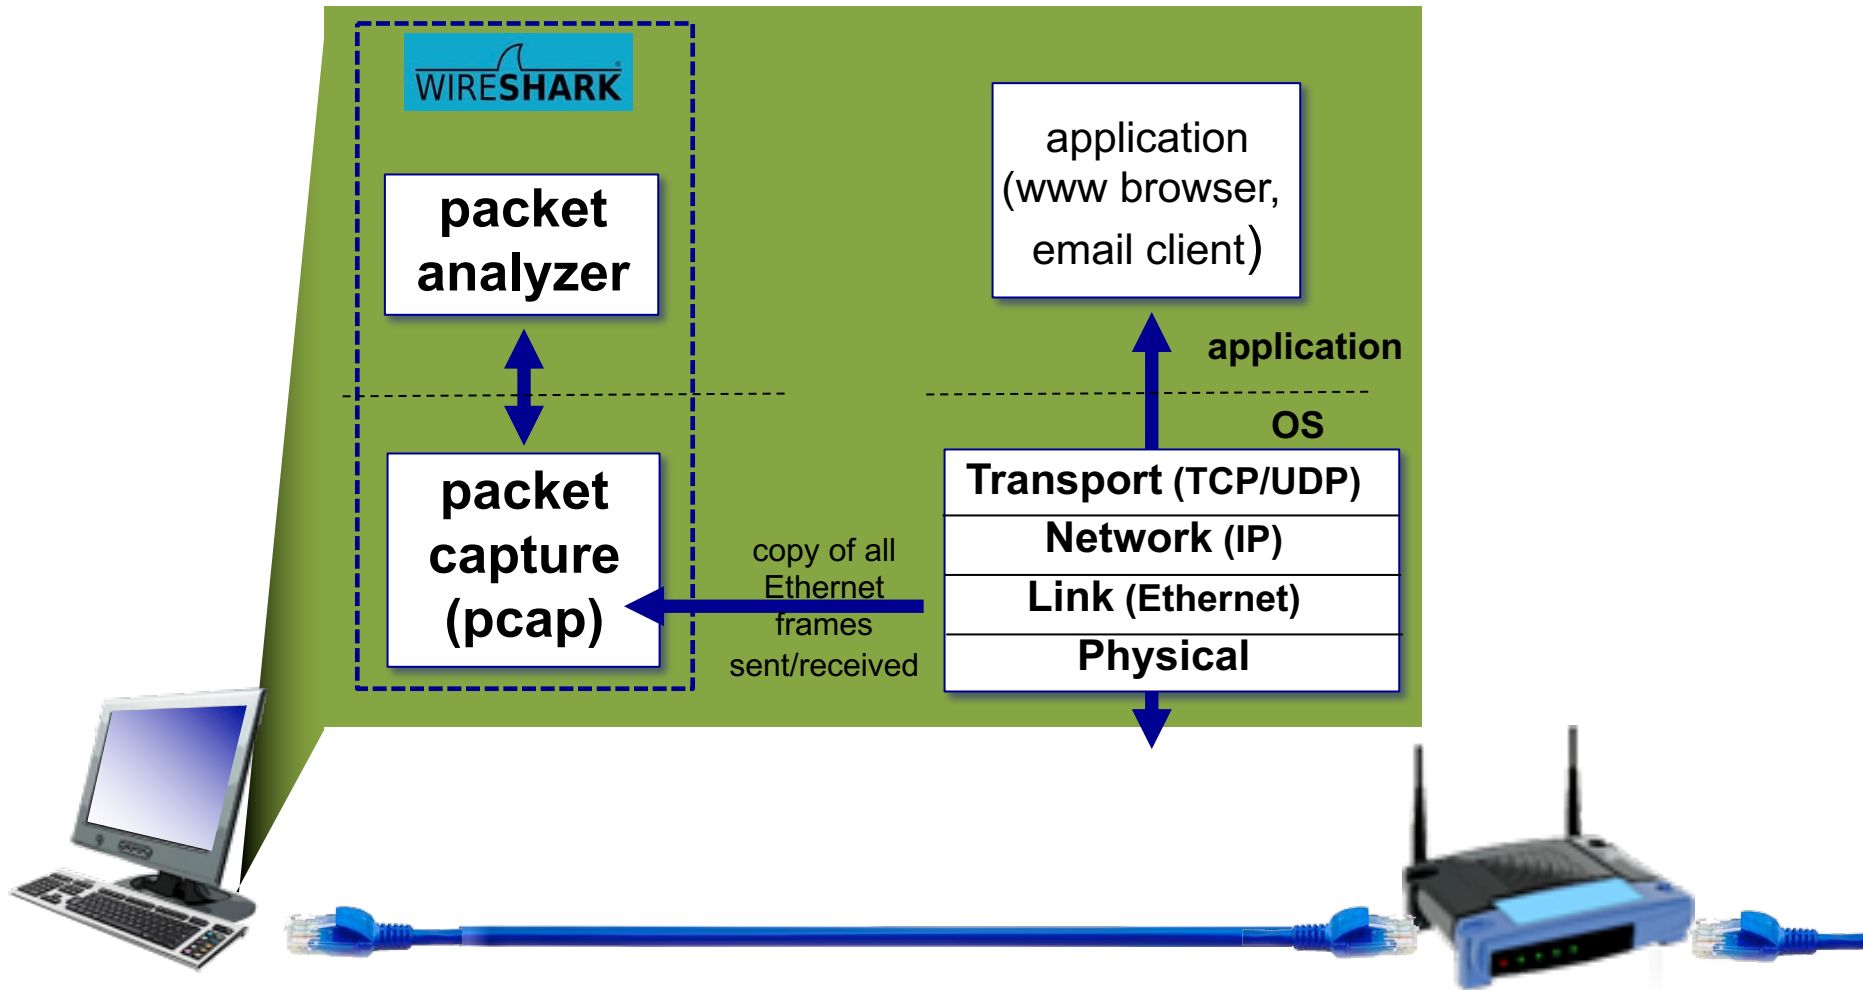 WIRESHARK
packet
analyzer
packet
capture
(pcap)
copy of all
Ethernet
frames
sent/received
application
(www browser,
email client)
application
OS
Transport (TCP/UDP)
Network (IP)
Link (Ethernet)
Physical